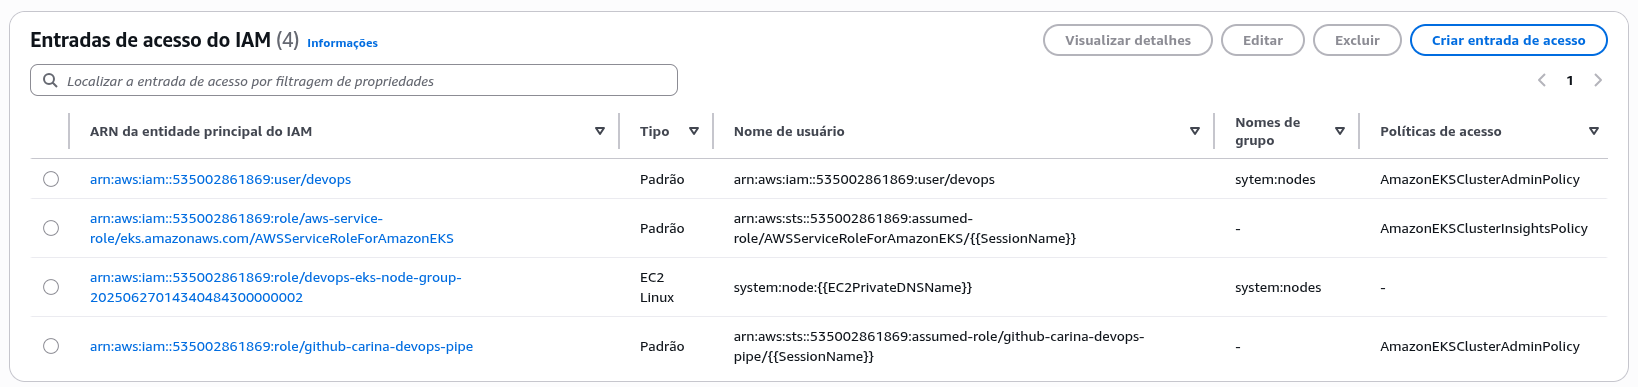 Entradas de acesso do IAM (4) Informações
Visualizar detalhes Editar Excluir Criar entrada de acesso
Localizar a entrada de acesso por filtragem de propriedades
1
ARN da entidade principal do IAM
Tipo
Nome de usuário
Nomes de
grupo
Políticas de acesso
arn:aws:iam::535002861869:user/devops
Padrão
arn:aws:iam::535002861869:user/devops
sytem:nodes
AmazonEKSClusterAdminPolicy
arn:aws:iam::535002861869:role/aws-service-
role/eks.amazonaws.com/AWSServiceRoleForAmazonEKS
Padrão
arn:aws:sts::535002861869:assumed-
role/AWSServiceRoleForAmazonEKS/{{SessionName}}
-
AmazonEKSClusterInsightsPolicy
arn:aws:iam::535002861869:role/devops-eks-node-group-
20250627014340484300000002
EC2
Linux
system:node:{{EC2PrivateDNSName}}
system:nodes
-
arn:aws:iam::535002861869:role/github-carina-devops-pipe
Padrão
arn:aws:sts::535002861869:assumed-role/github-carina-devops-
pipe/{{SessionName}}
-
AmazonEKSClusterAdminPolicy